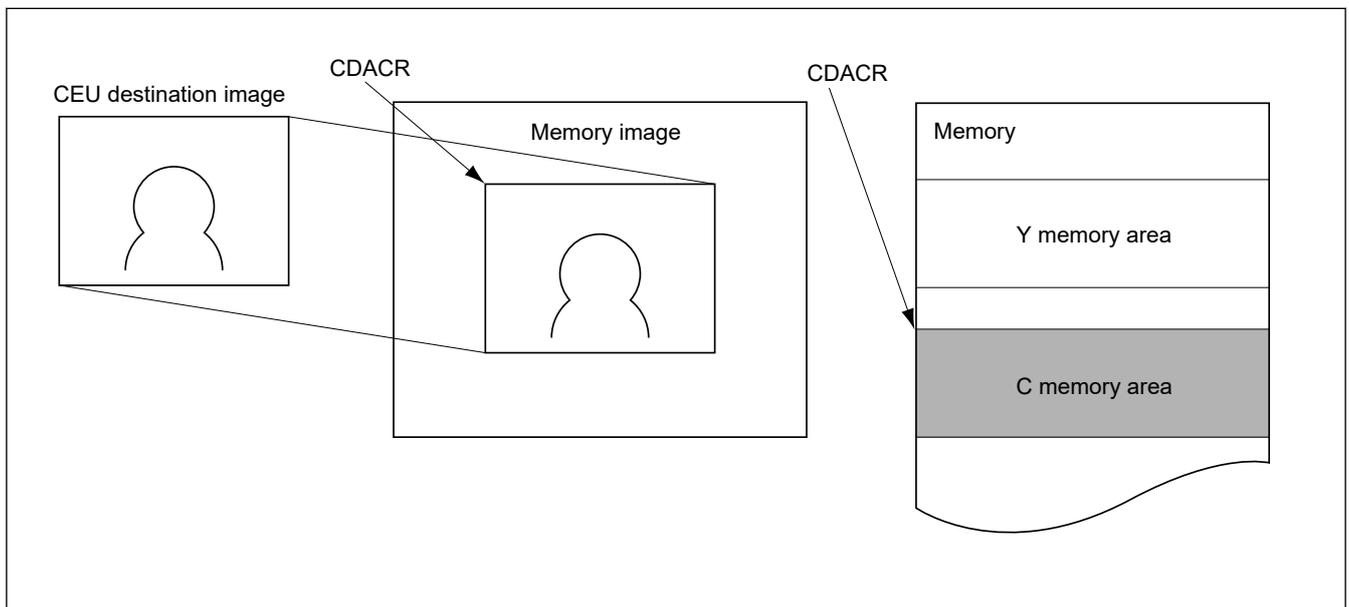 CDACR
CDACR
CEU destination image
Memory image
Memory
Y memory area
C memory area